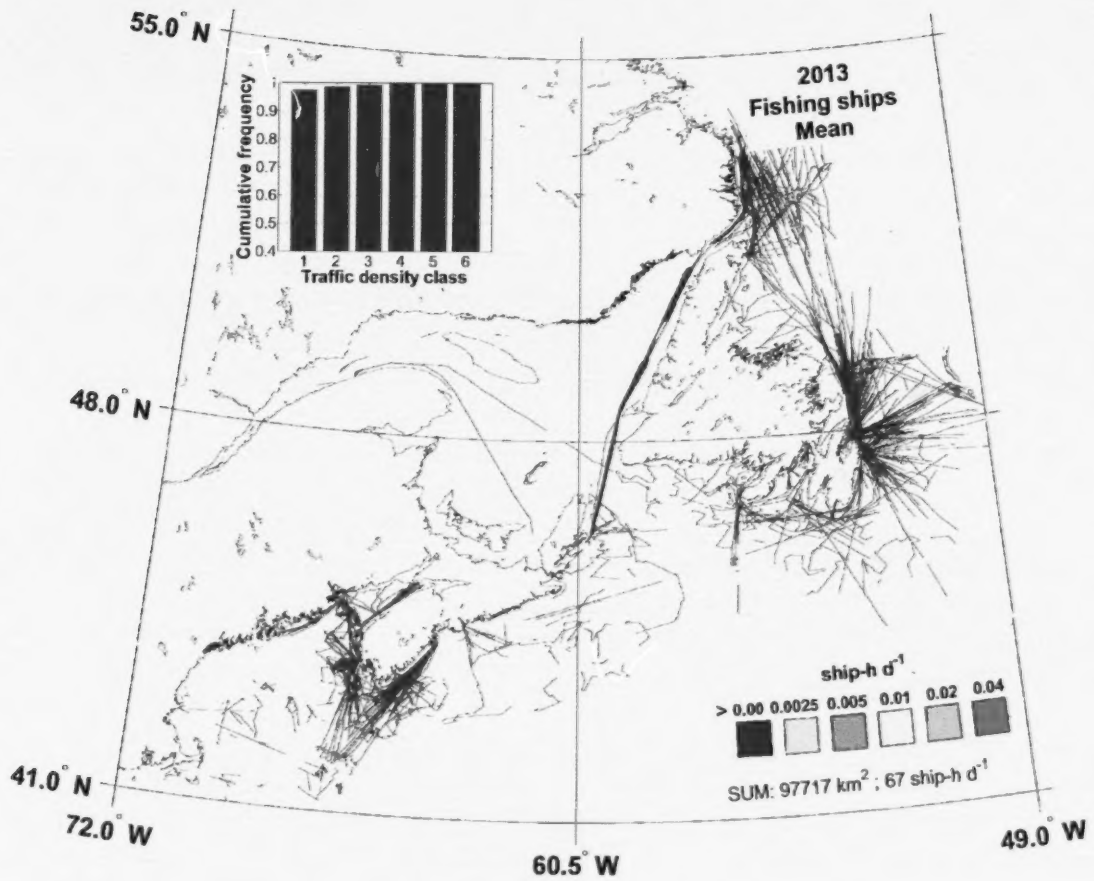 55.0° N
2013
Fishing ships
Mean
Cumulative frequency
1
0.9
0.8
0.7
0.6
0.5
0.4
1 2 3 4 5 6
Traffic density class
48.0° N
ship-h d⁻¹
> 0.00 0.0025 0.005 0.01 0.02 0.04
SUM: 97717 km² ; 67 ship-h d⁻¹
41.0° N
72.0° W
60.5° W
49.0° W